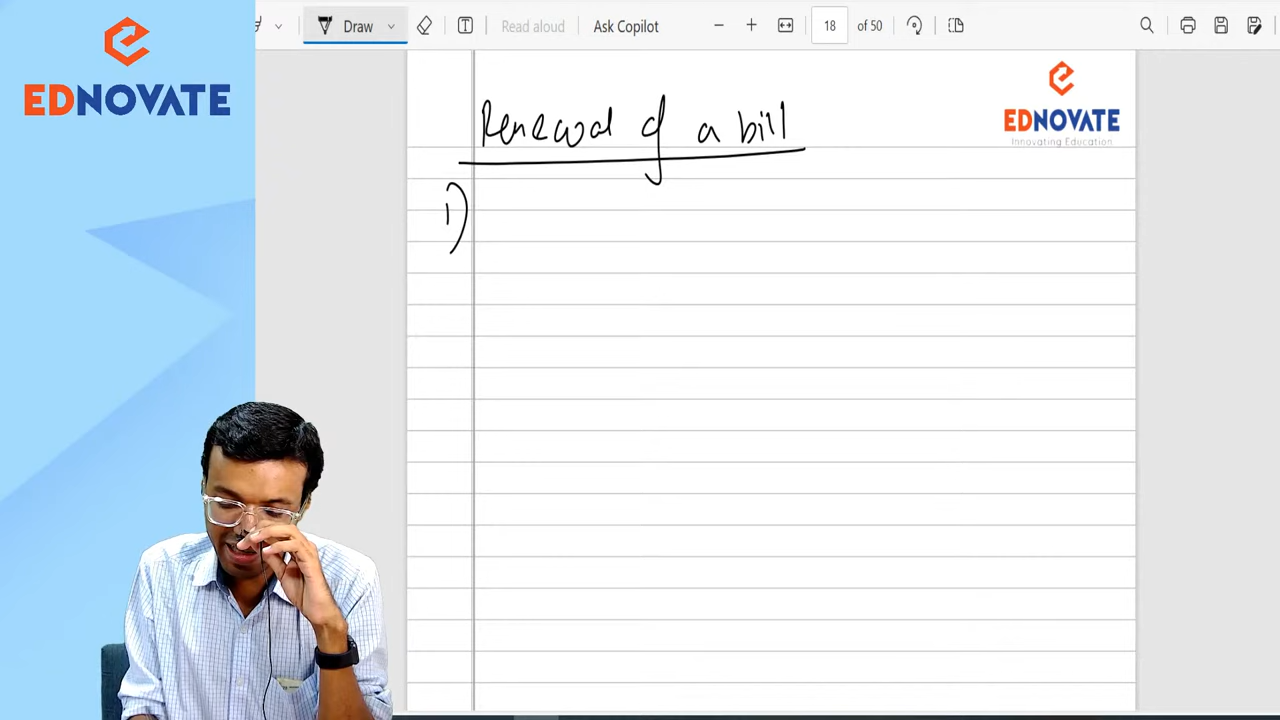 Draw
Read aloud
Ask Copilot
18
of 50
EDNOVATE
EDNOVATE
Innovating Education.
Renewal of a bill
1)